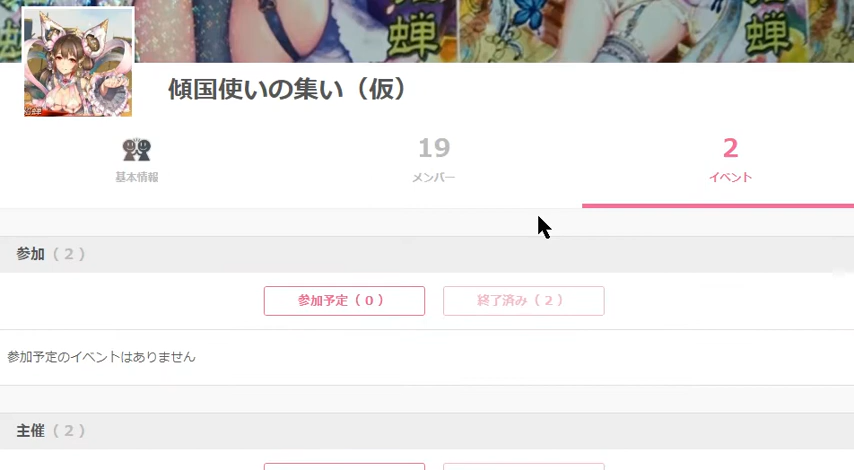 蝉
蝉
傾国使いの集い（仮）
19
2
基本情報
メンバー
イベント
参加（2）
参加予定（0）
終了済み（2）
参加予定のイベントはありません
主催（2）